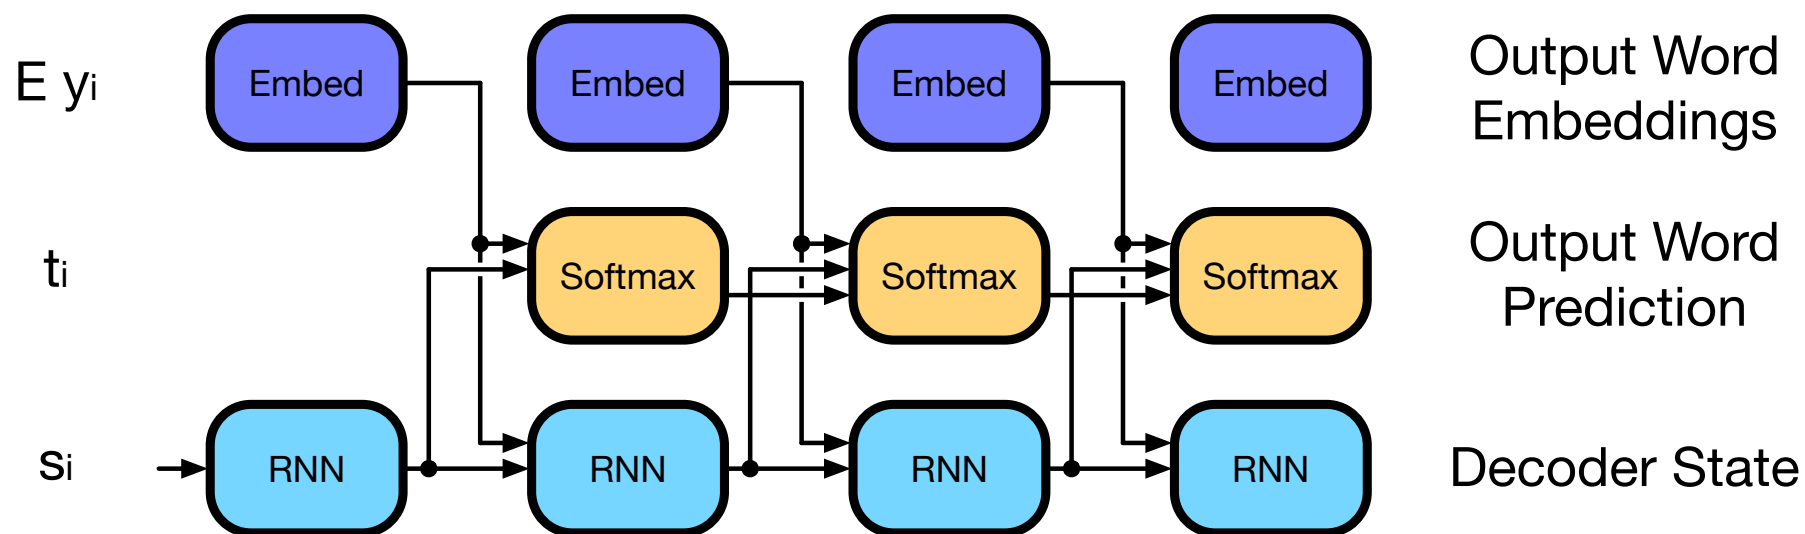 E yi
Embed
Embed
Embed
Embed
Output Word
Embeddings
ti
Softmax
Softmax
Softmax
Output Word
Prediction
si
RNN
RNN
RNN
RNN
Decoder State